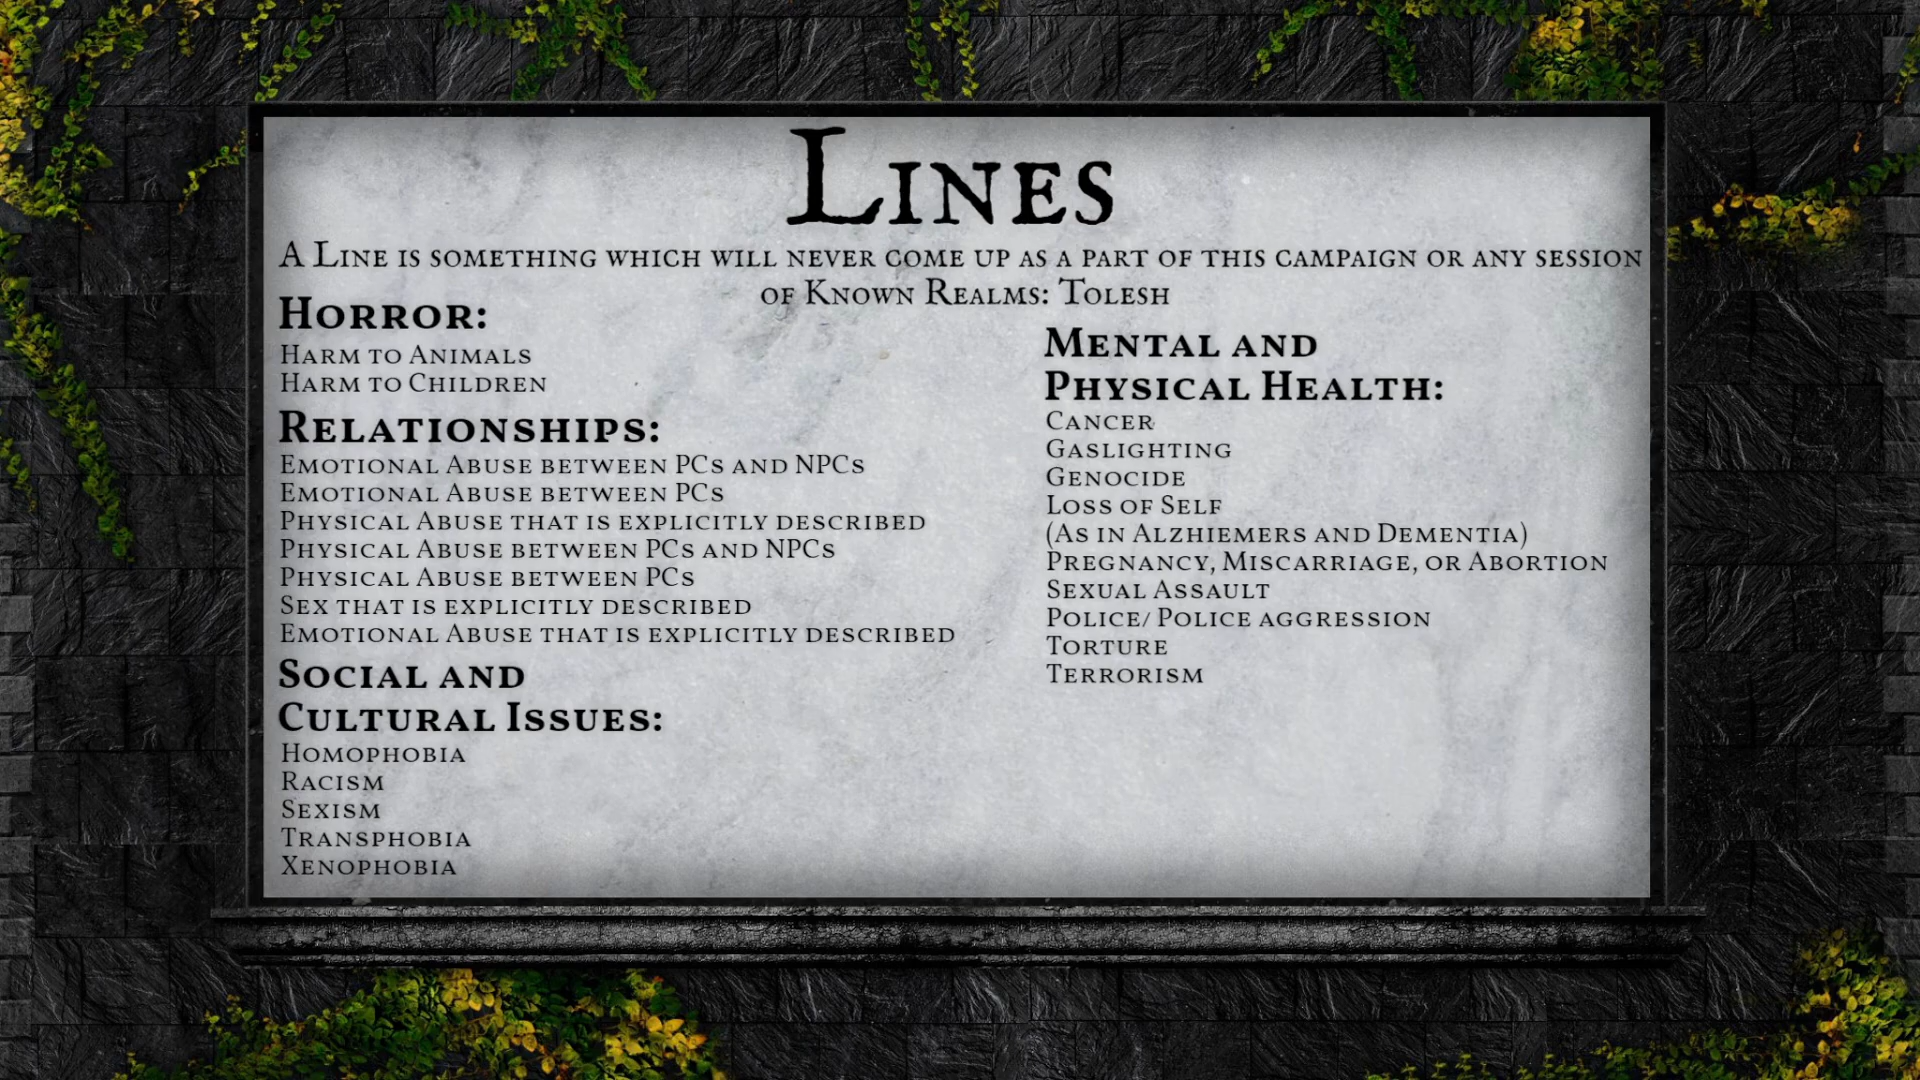 Lines
A Line is something which will never come up as a part of this campaign or any session
of Known Realms: Tolesh
Horror:
Harm to Animals
Harm to Children
Relationships:
Emotional Abuse between PCs and NPCs
Emotional Abuse between PCs
Physical Abuse that is explicitly described
Physical Abuse between PCs and NPCs
Physical Abuse between PCs
Sex that is explicitly described
Emotional Abuse that is explicitly described
Social and
Cultural Issues:
Homophobia
Racism
Sexism
Transphobia
Xenophobia
Mental and
Physical Health:
Cancer
Gaslighting
Genocide
Loss of Self
(As in Alzhiemers and Dementia)
Pregnancy, Miscarriage, or Abortion
Sexual Assault
Police/ Police aggression
Torture
Terrorism